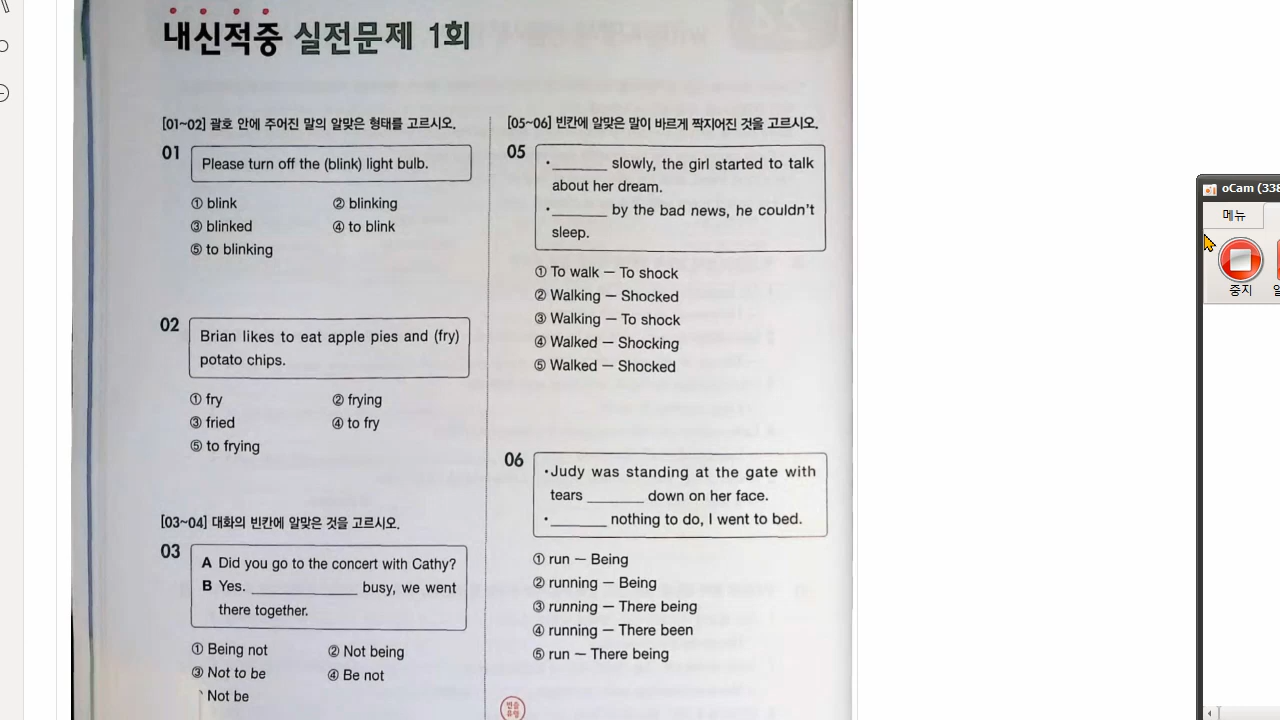 내신적중 실전문제 1회
[01~02] 괄호 안에 주어진 말의 알맞은 형태를 고르시오.
01
Please turn off the (blink) light bulb.
① blink
② blinking
③ blinked
④ to blink
⑤ to blinking
02
Brian likes to eat apple pies and (fry)
potato chips.
① fry
② frying
③ fried
④ to fry
⑤ to frying
[03~04] 대화의 빈칸에 알맞은 것을 고르시오.
03
A Did you go to the concert with Cathy?
B Yes. ____________ busy, we went
there together.
① Being not
② Not being
③ Not to be
④ Be not
Not be
[05~06] 빈칸에 알맞은 말이 바르게 짝지어진 것을 고르시오.
05
•_______ slowly, the girl started to talk
about her dream.
•_______ by the bad news, he couldn't
sleep.
① To walk — To shock
② Walking — Shocked
③ Walking — To shock
④ Walked — Shocking
⑤ Walked — Shocked
06
•Judy was standing at the gate with
tears _______ down on her face.
•_______ nothing to do, I went to bed.
① run — Being
② running — Being
③ running — There being
④ running — There been
⑤ run — There being
빈출
유형
oCam (338
메뉴
중지